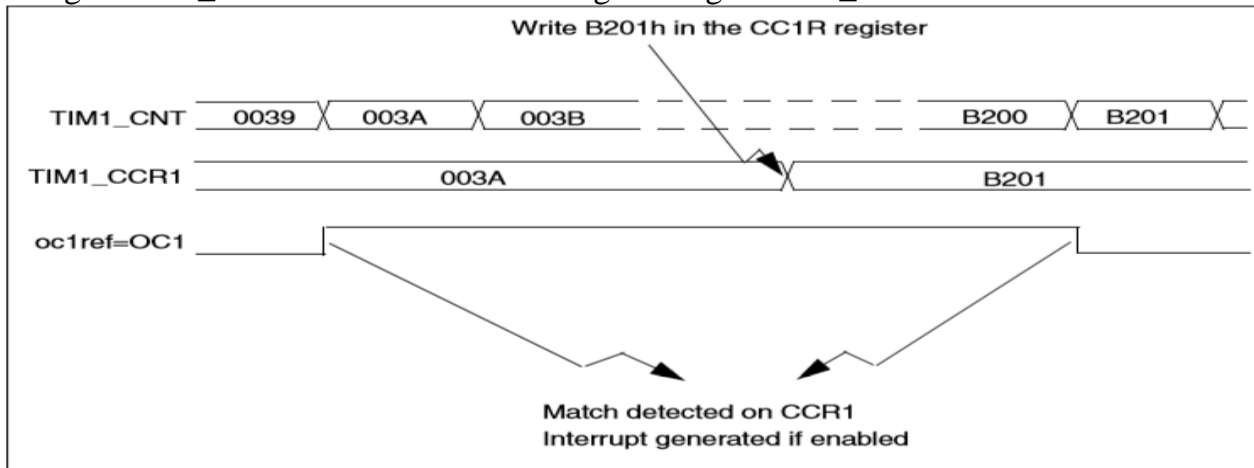 Write B201h in the CC1R register
TIM1_CNT 0039 003A 003B B200 B201
TIM1_CCR1 003A B201
oc1ref=OC1
Match detected on CCR1
Interrupt generated if enabled